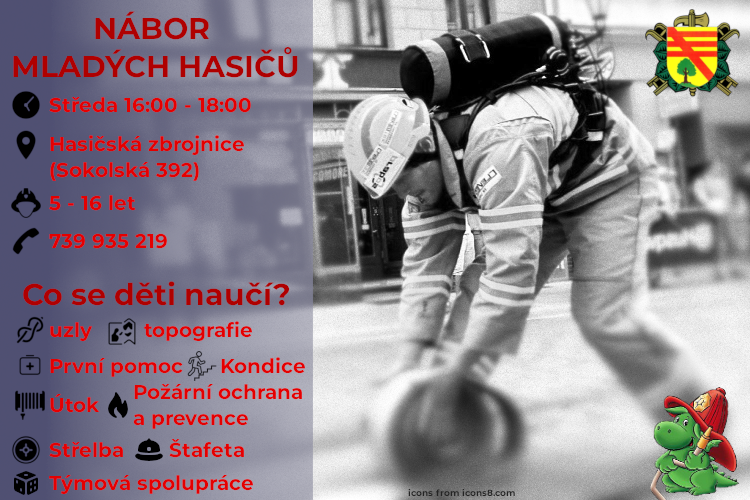 NÁBOR
MLADÝCH HASIČŮ
Středa 16:00 - 18:00
Hasičská zbrojnice
(Sokolská 392)
5 - 16 let
739 935 219
Co se děti naučí?
uzly topografie
První pomoc Kondice
Útok Požární ochrana
a prevence
Střelba Štafeta
Týmová spolupráce
icons from icons8.com